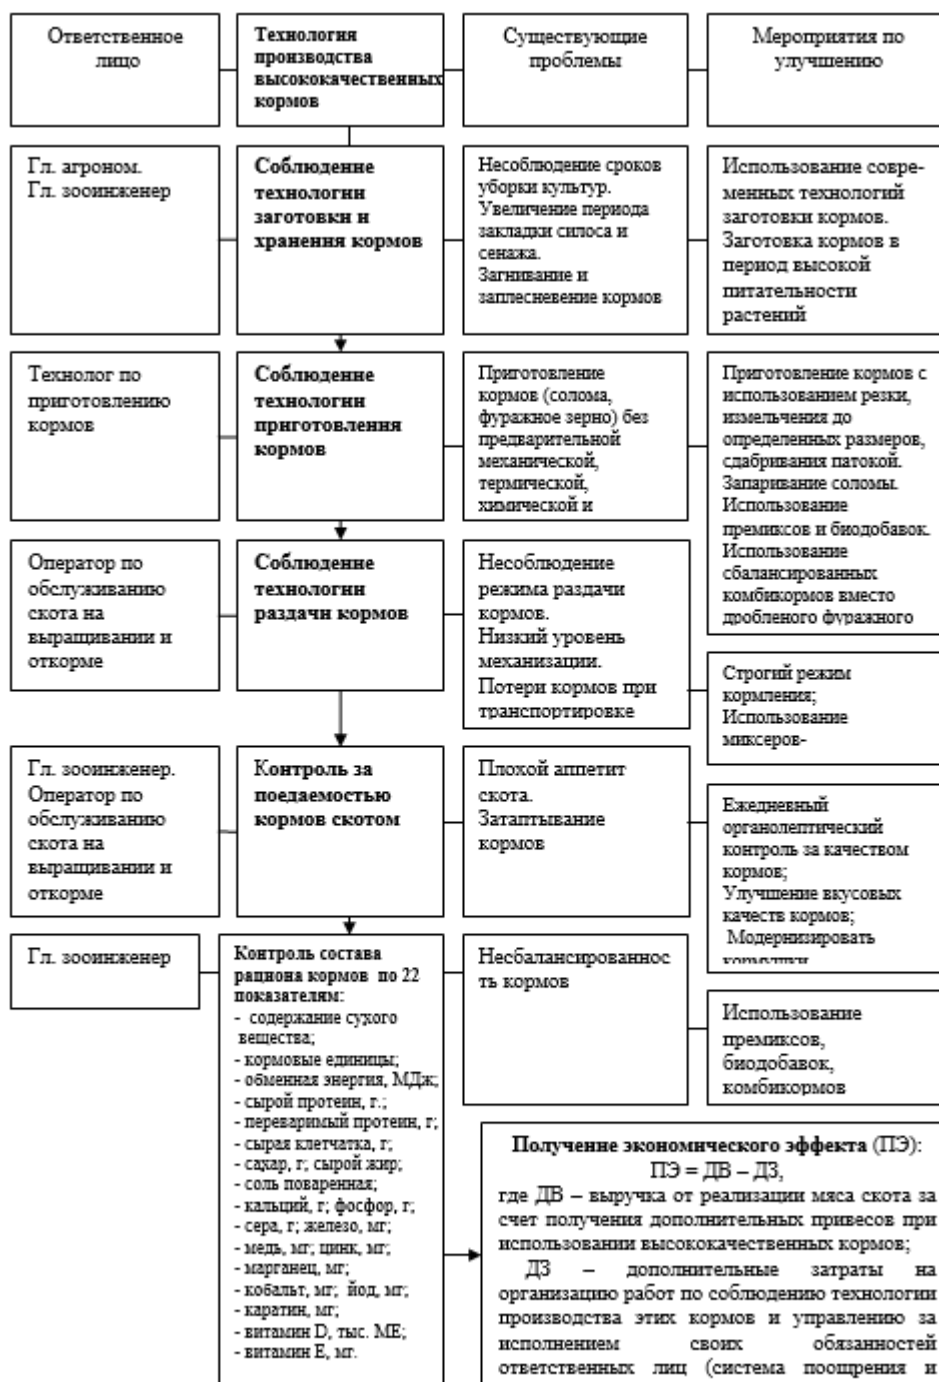 Ответственное
лицо
Технология
производства
высококачественных
кормов
Существующие
проблемы
Мероприятия по
улучшению
Гл. агроном.
Гл. зооинженер
Соблюдение
технологии
заготовки и
хранения кормов
Несоблюдение сроков
уборки культур.
Увеличение периода
закладки силоса и
сенажа.
Загнивание и
заплесневение кормов
Использование совре-
менных технологий
заготовки кормов.
Заготовка кормов в
период высокой
питательности
растений
Технолог по
приготовлению
кормов
Соблюдение
технологии
приготовления
кормов
Приготовление
кормов (солома,
фуражное зерно) без
предварительной
механической,
термической,
химической и
Приготовление кормов с
использованием резки,
измельчения до
определенных размеров,
сдабривания патокой.
Запаривание соломы.
Использование
премиксов и биодобавок.
Использование
сбалансированных
комбикормов вместо
дробленого фуражного
Оператор по
обслуживанию
скота на
выращивании и
откорме
Соблюдение
технологии
раздачи кормов
Несоблюдение
режима раздачи
кормов.
Низкий уровень
механизации.
Потери кормов при
транспортировке
Строгий режим
кормления;
Использование
миксеров-
Гл. зооинженер.
Оператор по
обслуживанию
скота на
выращивании и
откорме
Контроль за
поедаемостью
кормов скотом
Плохой аппетит
скота.
Затаптывание
кормов
Ежедневный
органолептический
контроль за качеством
кормов;
Улучшение вкусовых
качеств кормов;
Модернизировать
кормушки
Гл. зооинженер
Контроль состава
рациона кормов по 22
показателям:
- содержание сухого
вещества;
- кормовые единицы;
- обменная энергия, МДж;
- сырой протеин, г.;
- переваримый протеин, г;
- сырая клетчатка, г;
- сахар, г; сырой жир;
- соль поваренная;
- кальций, г; фосфор, г;
- сера, г; железо, мг;
- медь, мг; цинк, мг;
- марганец, мг;
- кобальт, мг; йод, мг;
- каратин, мг;
- витамин D, тыс. МЕ;
- витамин Е, мг.
Несбалансированнос
ть кормов
Использование
премиксов,
биодобавок,
комбикормов
Получение экономического эффекта (ПЭ):
ПЭ = ДВ – ДЗ,
где ДВ – выручка от реализации мяса скота за
счет получения дополнительных привесов при
использовании высококачественных кормов;
ДЗ – дополнительные затраты на
организацию работ по соблюдению технологии
производства этих кормов и управлению за
исполнением своих обязанностей
ответственных лиц (система поощрения и